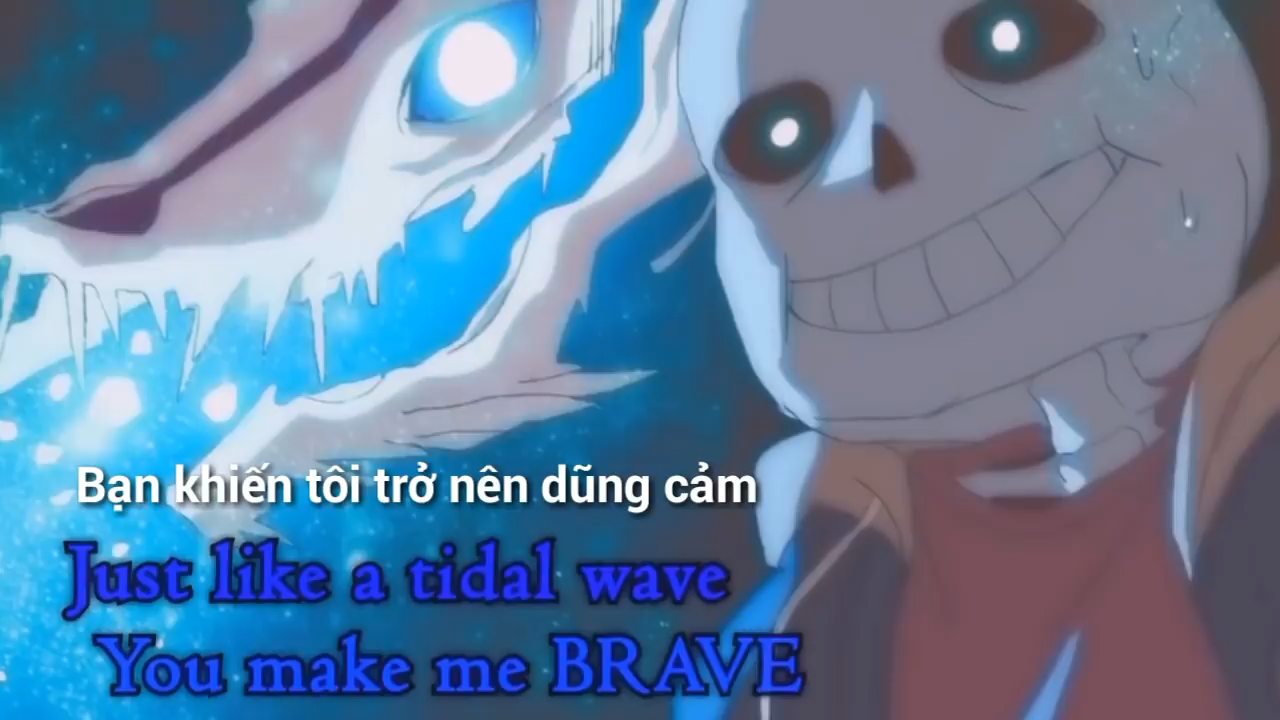 Bạn khiến tôi trở nên dũng cảm
Just like a tidal wave
You make me BRAVE